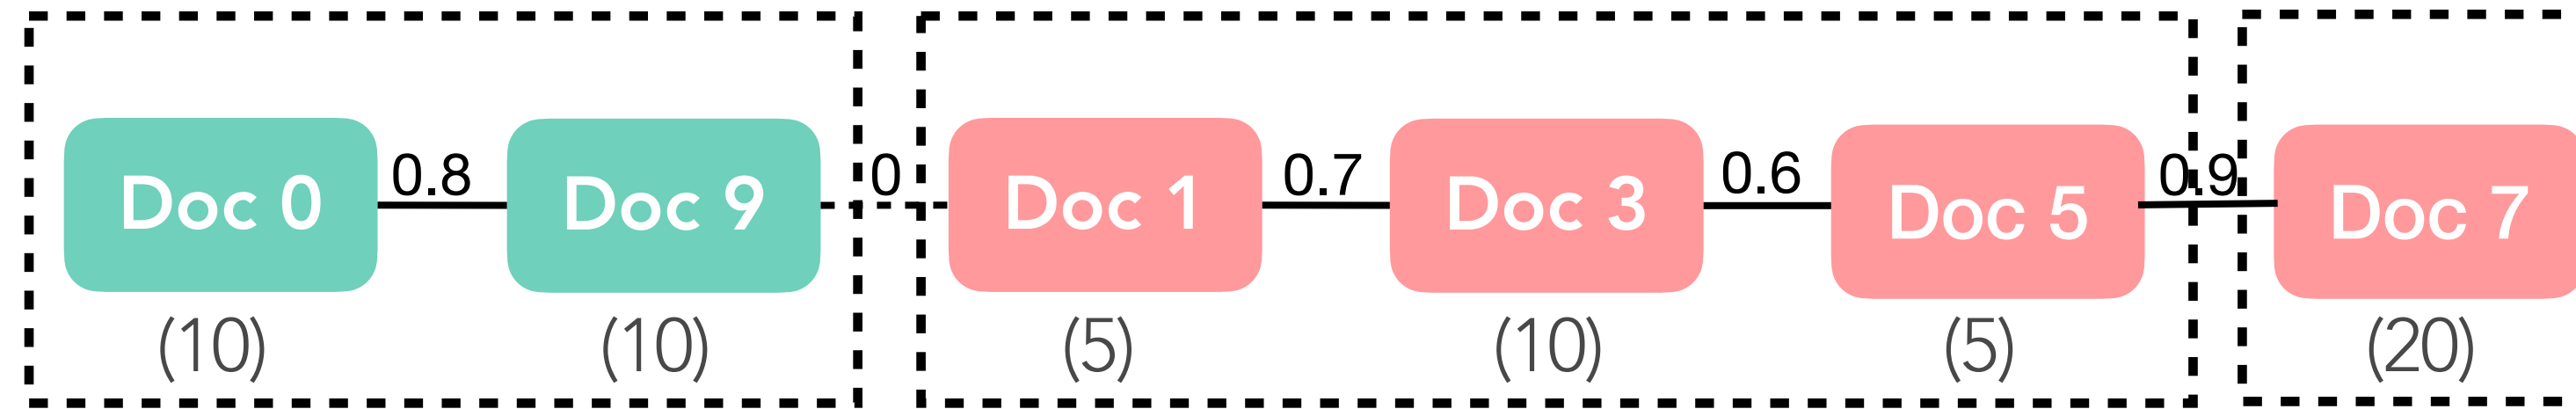 0.8 0 0.7 0.6 0.9
Doc 0 Doc 9 Doc 1 Doc 3 Doc 5 Doc 7
(10) (10) (5) (10) (5) (20)